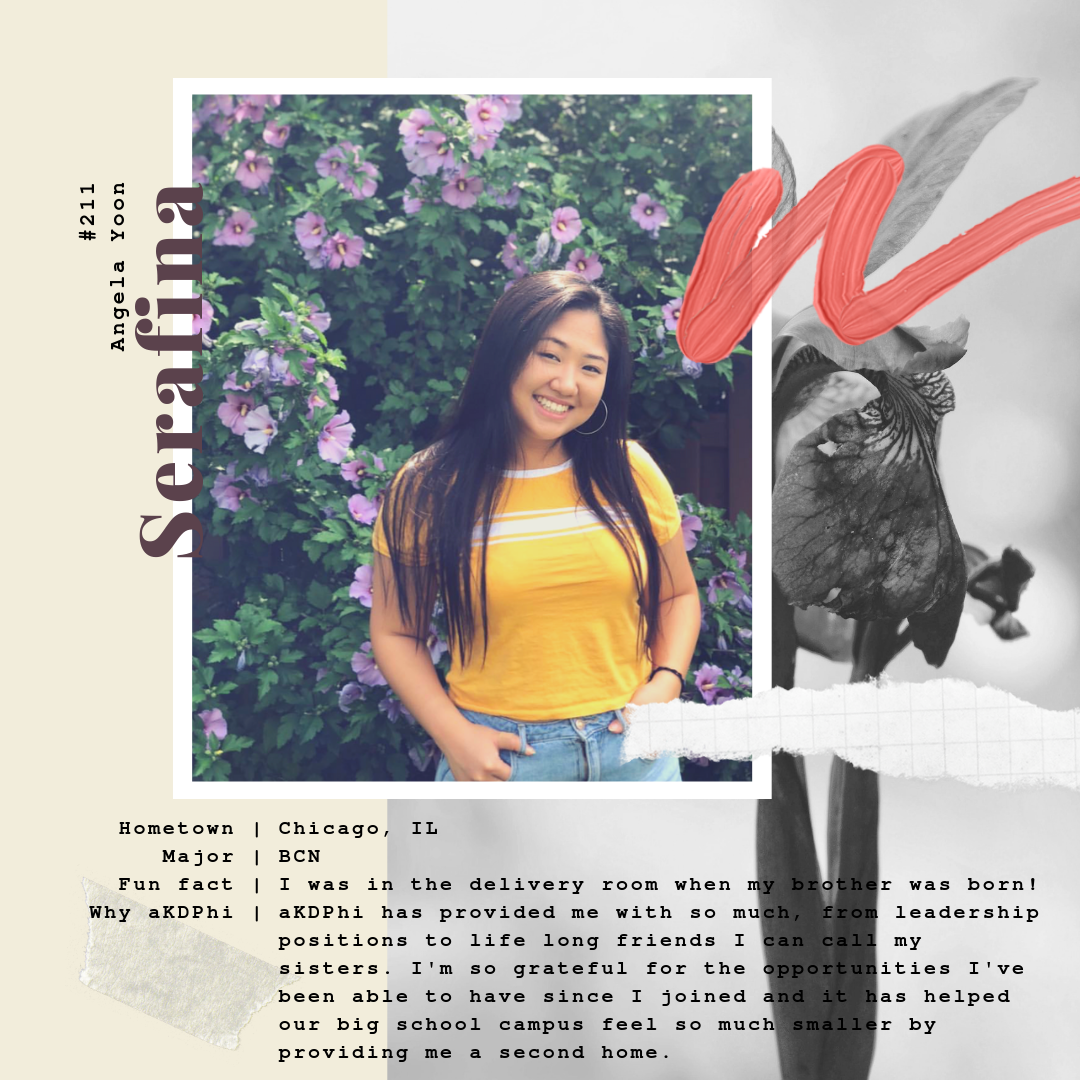 #211
Angela Yoon
Serafina
Hometown | Chicago, IL
Major | BCN
Fun fact | I was in the delivery room when my brother was born!
Why aKDPhi | aKDPhi has provided me with so much, from leadership
positions to life long friends I can call my
sisters. I'm so grateful for the opportunities I've
been able to have since I joined and it has helped
our big school campus feel so much smaller by
providing me a second home.